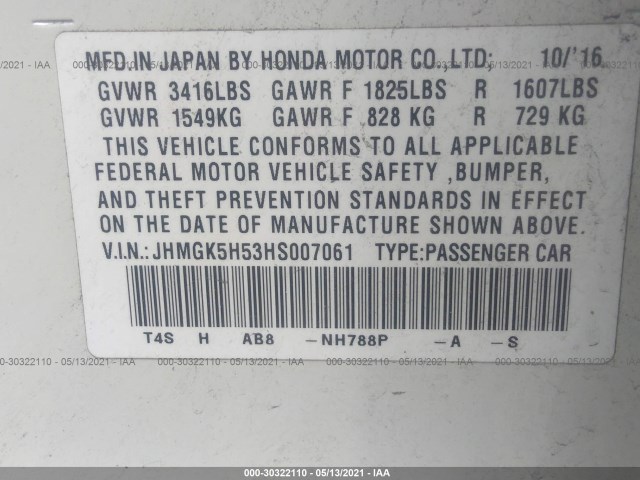 MFD.IN JAPAN BY HONDA MOTOR CO.,LTD; 10/'16
GVWR 3416LBS GAWR F 1825LBS R 1607LBS
GVWR 1549KG GAWR F 828 KG R 729 KG
THIS VEHICLE CONFORMS TO ALL APPLICABLE
FEDERAL MOTOR VEHICLE SAFETY ,BUMPER,
AND THEFT PREVENTION STANDARDS IN EFFECT
ON THE DATE OF MANUFACTURE SHOWN ABOVE.
V.I.N.:JHMGK5H53HS007061 TYPE:PASSENGER CAR
T4S H AB8 -NH788P -A -S
000-30322110 - 05/13/2021 - IAA